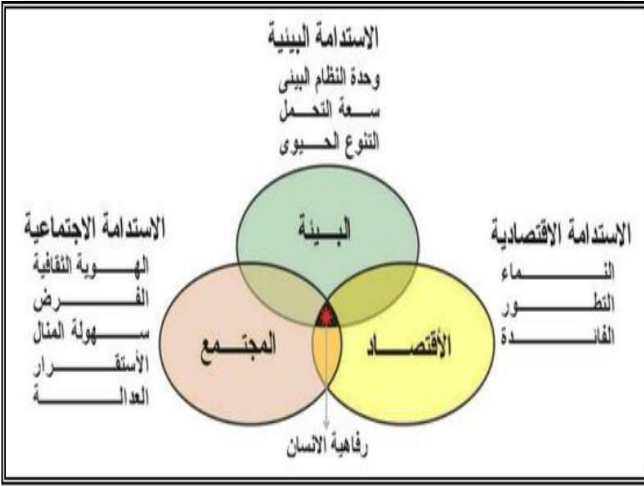 الاستدامة البيئية
وحدة النظام البيئى
سعة التحمل
التنوع الحيوى
البيئة
الاستدامة الاجتماعية
الهوية الثقافية
الفرض
سهولة المنال
الأستقرار
العدالة
الاستدامة الاقتصادية
النماء
التطور
الفائدة
المجتمع
الأقتصاد
رفاهية الانسان